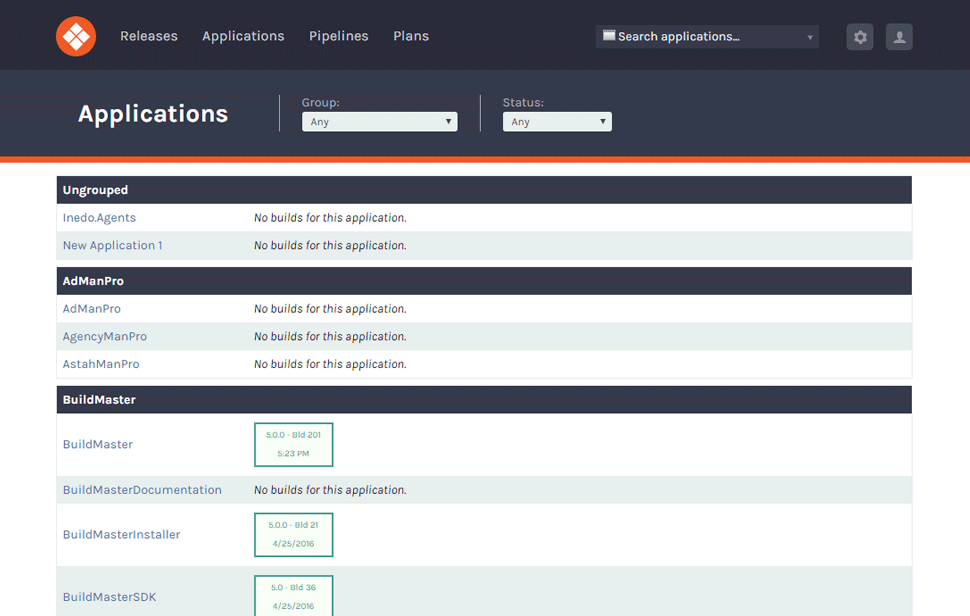 Releases Applications Pipelines Plans Search applications...
Applications
Group: Status:
Any Any
Ungrouped
Inedo.Agents No builds for this application.
New Application 1 No builds for this application.
AdManPro
AdManPro No builds for this application.
AgencyManPro No builds for this application.
AstahManPro No builds for this application.
BuildMaster
BuildMaster
5.0.0 - Bld 201
5:23 PM
BuildMasterDocumentation No builds for this application.
BuildMasterInstaller
5.0.0 - Bld 21
4/25/2016
BuildMasterSDK
5.0 - Bld 36
4/25/2016